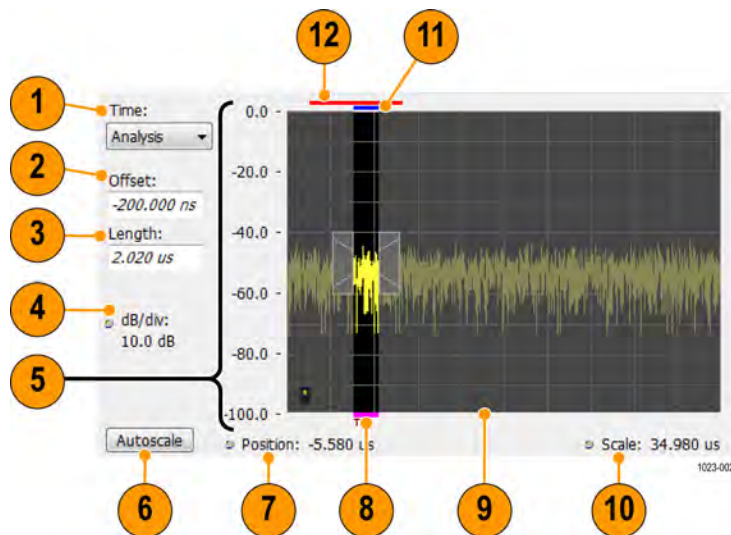 12
11
1
Time:
0.0
Analysis
-20.0
2
Offset:
-200.000 ns
3
Length:
-40.0
2.020 us
-60.0
4
dB/div:
10.0 dB
5
-80.0
-100.0
T
Autoscale
Position: -5.580 us
Scale: 34.980 us
1023-002
6
7
8
9
10